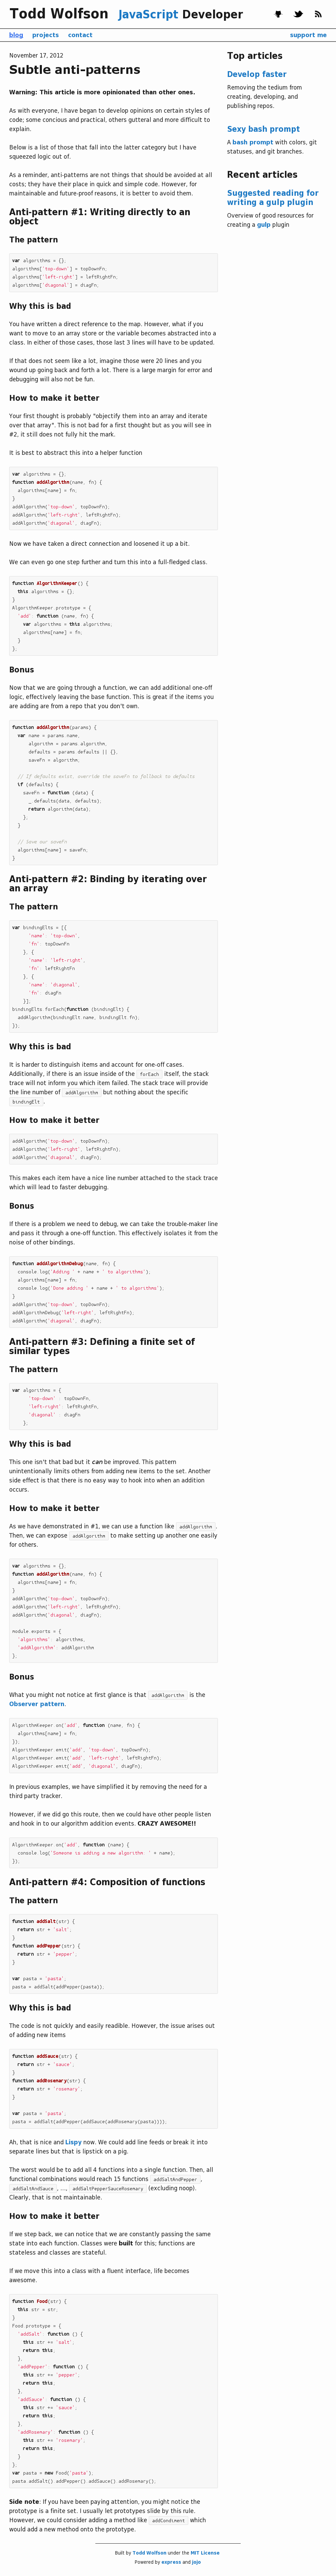 Todd Wolfson JavaScript Developer
blog projects contact support me
November 17, 2012
Subtle anti-patterns
Warning: This article is more opinionated than other ones.
As with everyone, I have began to develop opinions on certain styles of
code; some concious and practical, others gutteral and more difficult to
explain.
Below is a list of those that fall into the latter category but I have
squeezed logic out of.
As a reminder, anti-patterns are not things that should be avoided at all
costs; they have their place in quick and simple code. However, for
maintainable and future-proof reasons, it is better to avoid them.
Anti-pattern #1: Writing directly to an
object
The pattern
var algorithms = {};
algorithms['top-down'] = topDownFn;
algorithms['left-right'] = leftRightFn;
algorithms['diagonal'] = diagFn;
Why this is bad
You have written a direct reference to the map. However, what if you
want to move to an array store or the variable becomes abstracted into a
class. In either of those cases, those last 3 lines will have to be updated.
If that does not seem like a lot, imagine those were 20 lines and you
wound up going back and forth a lot. There is a large margin for error and
debugging will also not be fun.
How to make it better
Your first thought is probably "objectify them into an array and iterate
over that array". This is not bad for a first thought but as you will see in
#2, it still does not fully hit the mark.
It is best to abstract this into a helper function
var algorithms = {};
function addAlgorithm(name, fn) {
algorithms[name] = fn;
}
addAlgorithm('top-down', topDownFn);
addAlgorithm('left-right', leftRightFn);
addAlgorithm('diagonal', diagFn);
Now we have taken a direct connection and loosened it up a bit.
We can even go one step further and turn this into a full-fledged class.
function AlgorithmKeeper() {
this.algorithms = {};
}
AlgorithmKeeper.prototype = {
'add': function (name, fn) {
var algorithms = this.algorithms;
algorithms[name] = fn;
}
};
Bonus
Now that we are going through a function, we can add additional one-off
logic, effectively leaving the base function. This is great if the items you
are adding are from a repo that you don't own.
function addAlgorithm(params) {
var name = params.name,
algorithm = params.algorithm,
defaults = params.defaults || {},
saveFn = algorithm;
// If defaults exist, override the saveFn to fallback to defaults
if (defaults) {
saveFn = function (data) {
_.defaults(data, defaults);
return algorithm(data);
};
}
// Save our saveFn
algorithms[name] = saveFn;
}
Anti-pattern #2: Binding by iterating over
an array
The pattern
var bindingElts = [{
'name': 'top-down',
'fn': topDownFn
}, {
'name': 'left-right',
'fn': leftRightFn
}, {
'name': 'diagonal',
'fn': diagFn
}];
bindingElts.forEach(function (bindingElt) {
addAlgorithm(bindingElt.name, bindingElt.fn);
});
Why this is bad
It is harder to distinguish items and account for one-off cases.
Additionally, if there is an issue inside of the forEach itself, the stack
trace will not inform you which item failed. The stack trace will provide
the line number of addAlgorithm but nothing about the specific
bindingElt.
How to make it better
addAlgorithm('top-down', topDownFn);
addAlgorithm('left-right', leftRightFn);
addAlgorithm('diagonal', diagFn);
This makes each item have a nice line number attached to the stack trace
which will lead to faster debugging.
Bonus
If there is a problem we need to debug, we can take the trouble-maker line
and pass it through a one-off function. This effectively isolates it from the
noise of other bindings.
function addAlgorithmDebug(name, fn) {
console.log('Adding ' + name + ' to algorithms');
algorithms[name] = fn;
console.log('Done adding ' + name + ' to algorithms');
}
addAlgorithm('top-down', topDownFn);
addAlgorithmDebug('left-right', leftRightFn);
addAlgorithm('diagonal', diagFn);
Anti-pattern #3: Defining a finite set of
similar types
The pattern
var algorithms = {
'top-down': topDownFn,
'left-right': leftRightFn,
'diagonal': diagFn
};
Why this is bad
This one isn't that bad but it can be improved. This pattern
unintentionally limits others from adding new items to the set. Another
side effect is that there is no easy way to hook into when an addition
occurs.
How to make it better
As we have demonstrated in #1, we can use a function like addAlgorithm.
Then, we can expose addAlgorithm to make setting up another one easily
for others.
var algorithms = {};
function addAlgorithm(name, fn) {
algorithms[name] = fn;
}
addAlgorithm('top-down', topDownFn);
addAlgorithm('left-right', leftRightFn);
addAlgorithm('diagonal', diagFn);
module.exports = {
'algorithms': algorithms,
'addAlgorithm': addAlgorithm
};
Bonus
What you might not notice at first glance is that addAlgorithm is the
Observer pattern.
AlgorithmKeeper.on('add', function (name, fn) {
algorithms[name] = fn;
});
AlgorithmKeeper.emit('add', 'top-down', topDownFn);
AlgorithmKeeper.emit('add', 'left-right', leftRightFn);
AlgorithmKeeper.emit('add', 'diagonal', diagFn);
In previous examples, we have simplified it by removing the need for a
third party tracker.
However, if we did go this route, then we could have other people listen
and hook in to our algorithm addition events. CRAZY AWESOME!!
AlgorithmKeeper.on('add', function (name) {
console.log('Someone is adding a new algorithm: ' + name);
});
Anti-pattern #4: Composition of functions
The pattern
function addSalt(str) {
return str + 'salt';
}
function addPepper(str) {
return str + 'pepper';
}
var pasta = 'pasta';
pasta = addSalt(addPepper(pasta));
Why this is bad
The code is not quickly and easily readible. However, the issue arises out
of adding new items
function addSauce(str) {
return str + 'sauce';
}
function addRosemary(str) {
return str + 'rosemary';
}
var pasta = 'pasta';
pasta = addSalt(addPepper(addSauce(addRosemary(pasta))));
Ah, that is nice and Lispy now. We could add line feeds or break it into
separate lines but that is lipstick on a pig.
The worst would be to add all 4 functions into a single function. Then, all
functional combinations would reach 15 functions addSaltAndPepper,
addSaltAndSauce, ..., addSaltPepperSauceRosemary (excluding noop).
Clearly, that is not maintainable.
How to make it better
If we step back, we can notice that we are constantly passing the same
state into each function. Classes were built for this; functions are
stateless and classes are stateful.
If we move this into a class with a fluent interface, life becomes
awesome.
function Food(str) {
this.str = str;
}
Food.prototype = {
'addSalt': function () {
this.str += 'salt';
return this;
},
'addPepper': function () {
this.str += 'pepper';
return this;
},
'addSauce': function () {
this.str += 'sauce';
return this;
},
'addRosemary': function () {
this.str += 'rosemary';
return this;
}
};
var pasta = new Food('pasta');
pasta.addSalt().addPepper().addSauce().addRosemary();
Side note: If you have been paying attention, you might notice the
prototype is a finite set. I usually let prototypes slide by this rule.
However, we could consider adding a method like addCondiment which
would add a new method onto the prototype.
Top articles
Develop faster
Removing the tedium from
creating, developing, and
publishing repos.
Sexy bash prompt
A bash prompt with colors, git
statuses, and git branches.
Recent articles
Suggested reading for
writing a gulp plugin
Overview of good resources for
creating a gulp plugin
Built by Todd Wolfson under the MIT License
Powered by express and jojo